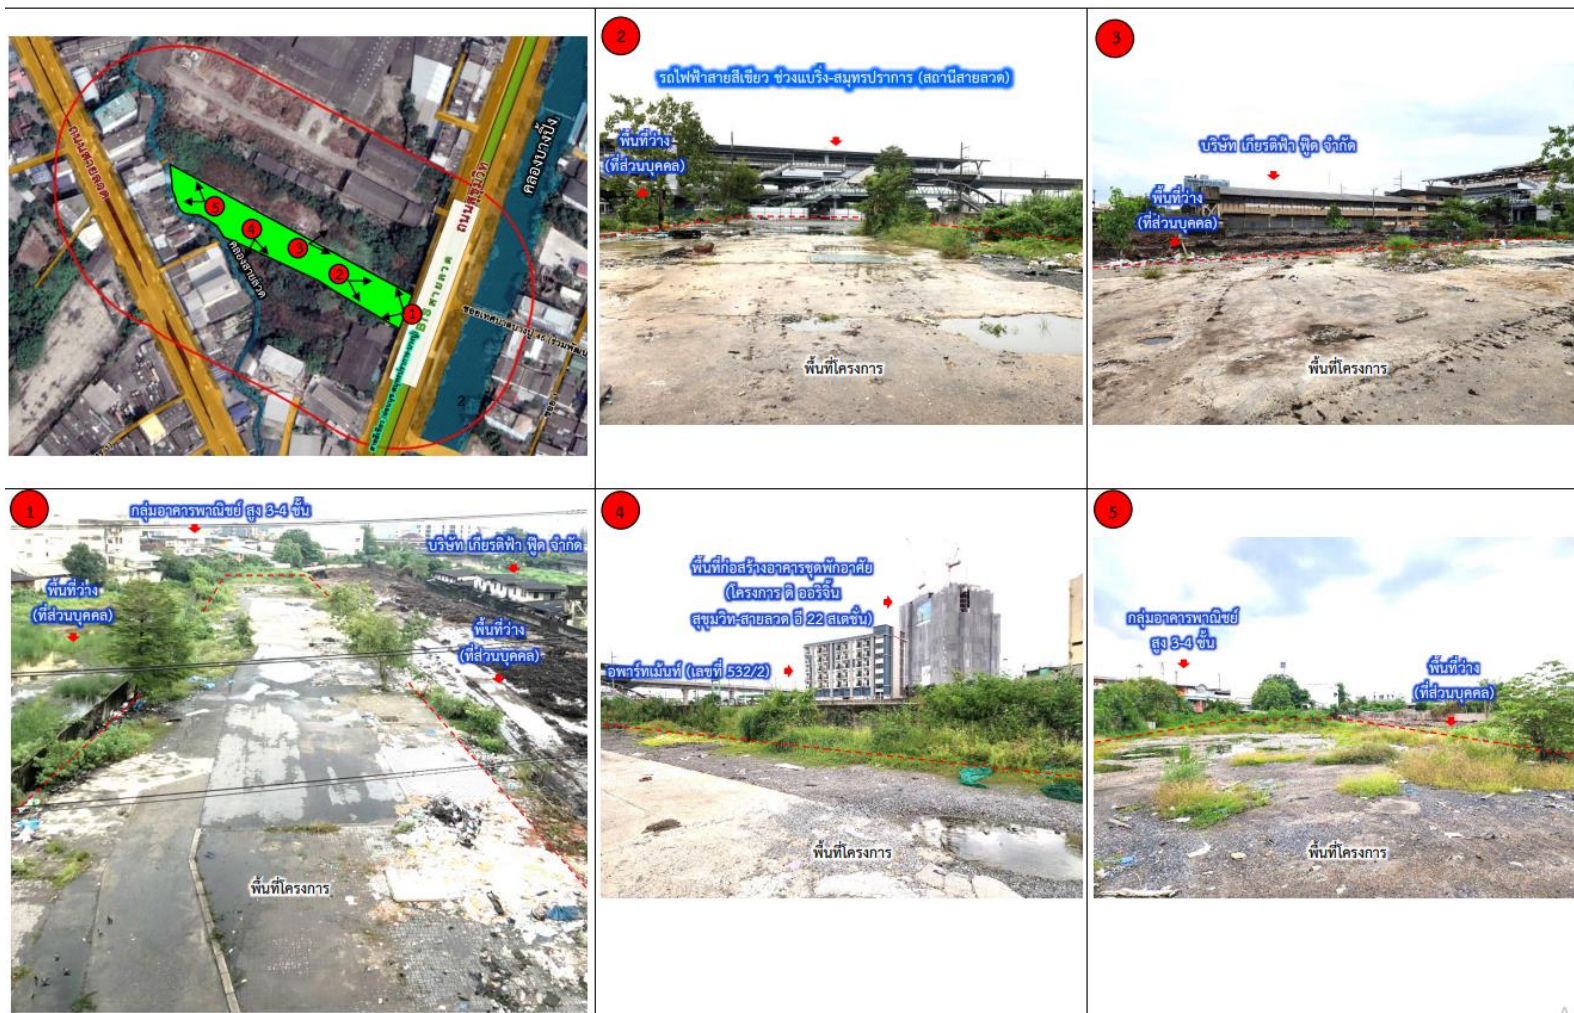 ถนนสายลวด
ถนนสุขุมวิท
คลองบางปิ้ง
คลองสายลวด
BTS สายลวด
5
4
3
2
1
2
2
รถไฟฟ้าสายสีเขียว ช่วงแบริ่ง-สมุทรปราการ (สถานีสายลวด)
พื้นที่ว่าง
(ที่ส่วนบุคคล)
พื้นที่โครงการ
3
บริษัท เกียรติฟ้า ฟู๊ด จำกัด
พื้นที่ว่าง
(ที่ส่วนบุคคล)
พื้นที่โครงการ
1
กลุ่มอาคารพาณิชย์ สูง 3-4 ชั้น
บริษัท เกียรติฟ้า ฟู๊ด จำกัด
พื้นที่ว่าง
(ที่ส่วนบุคคล)
พื้นที่ว่าง
(ที่ส่วนบุคคล)
พื้นที่โครงการ
4
พื้นที่ก่อสร้างอาคารชุดพักอาศัย
(โครงการ ดิ ออริจิ้น
สุขุมวิท-สายลวด อี 22 สเตชั่น)
อพาร์ทเม้นท์ (เลขที่ 532/2)
พื้นที่โครงการ
5
กลุ่มอาคารพาณิชย์
สูง 3-4 ชั้น
พื้นที่ว่าง
(ที่ส่วนบุคคล)
พื้นที่โครงการ